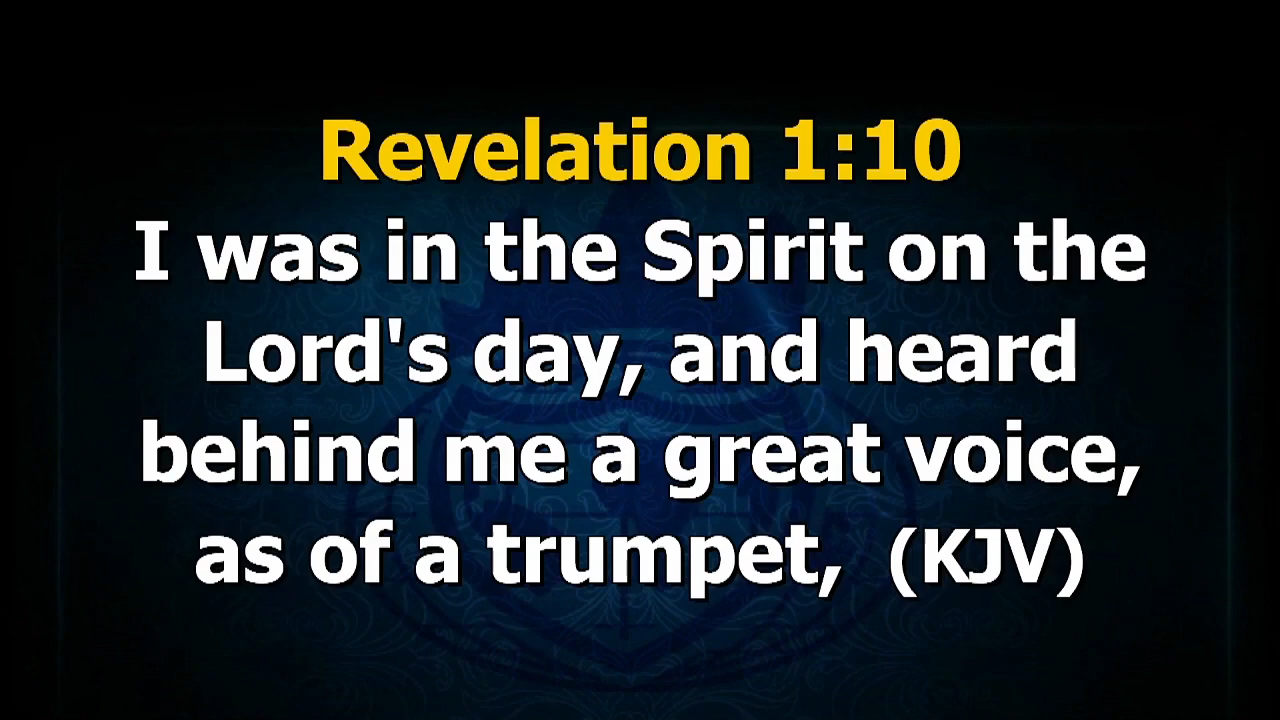 Revelation 1:10
I was in the Spirit on the
Lord's day, and heard
behind me a great voice,
as of a trumpet, (KJV)